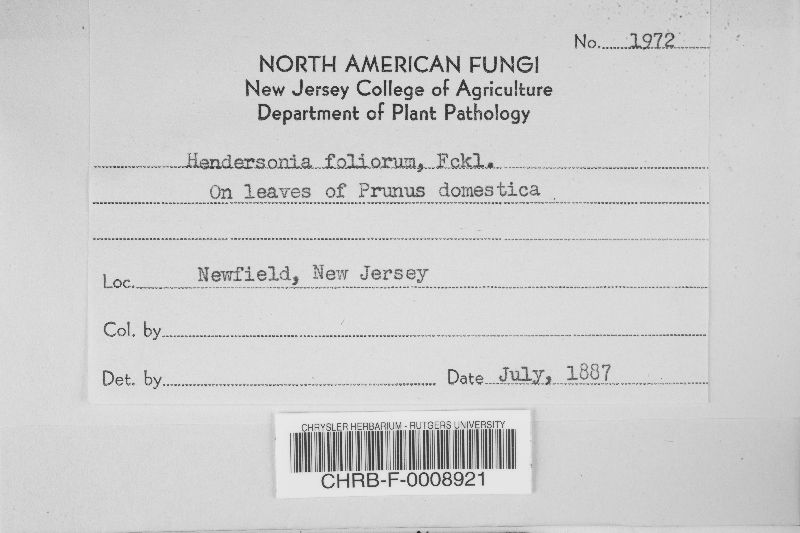 No. 1972
NORTH AMERICAN FUNGI
New Jersey College of Agriculture
Department of Plant Pathology
Hendersonia foliorum, Fckl.
On leaves of Prunus domestica
Loc. Newfield, New Jersey
Col. by
Det. by Date July, 1887
CHRYSLER HERBARIUM - RUTGERS UNIVERSITY
CHRB-F-0008921